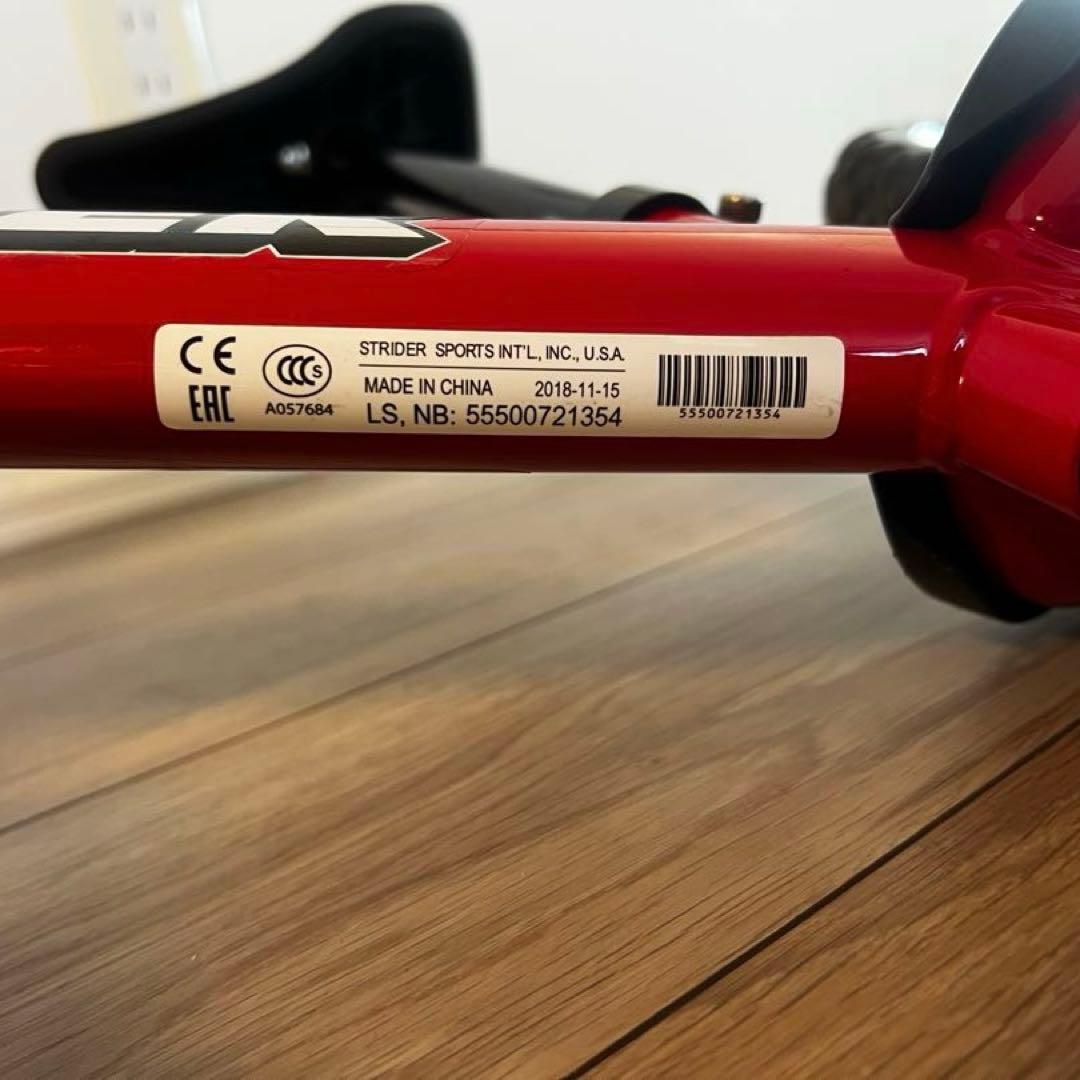 CE
EAC
CCC S
A057684
STRIDER SPORTS INT'L, INC., U.S.A.
MADE IN CHINA 2018-11-15
LS, NB: 55500721354
55500721354